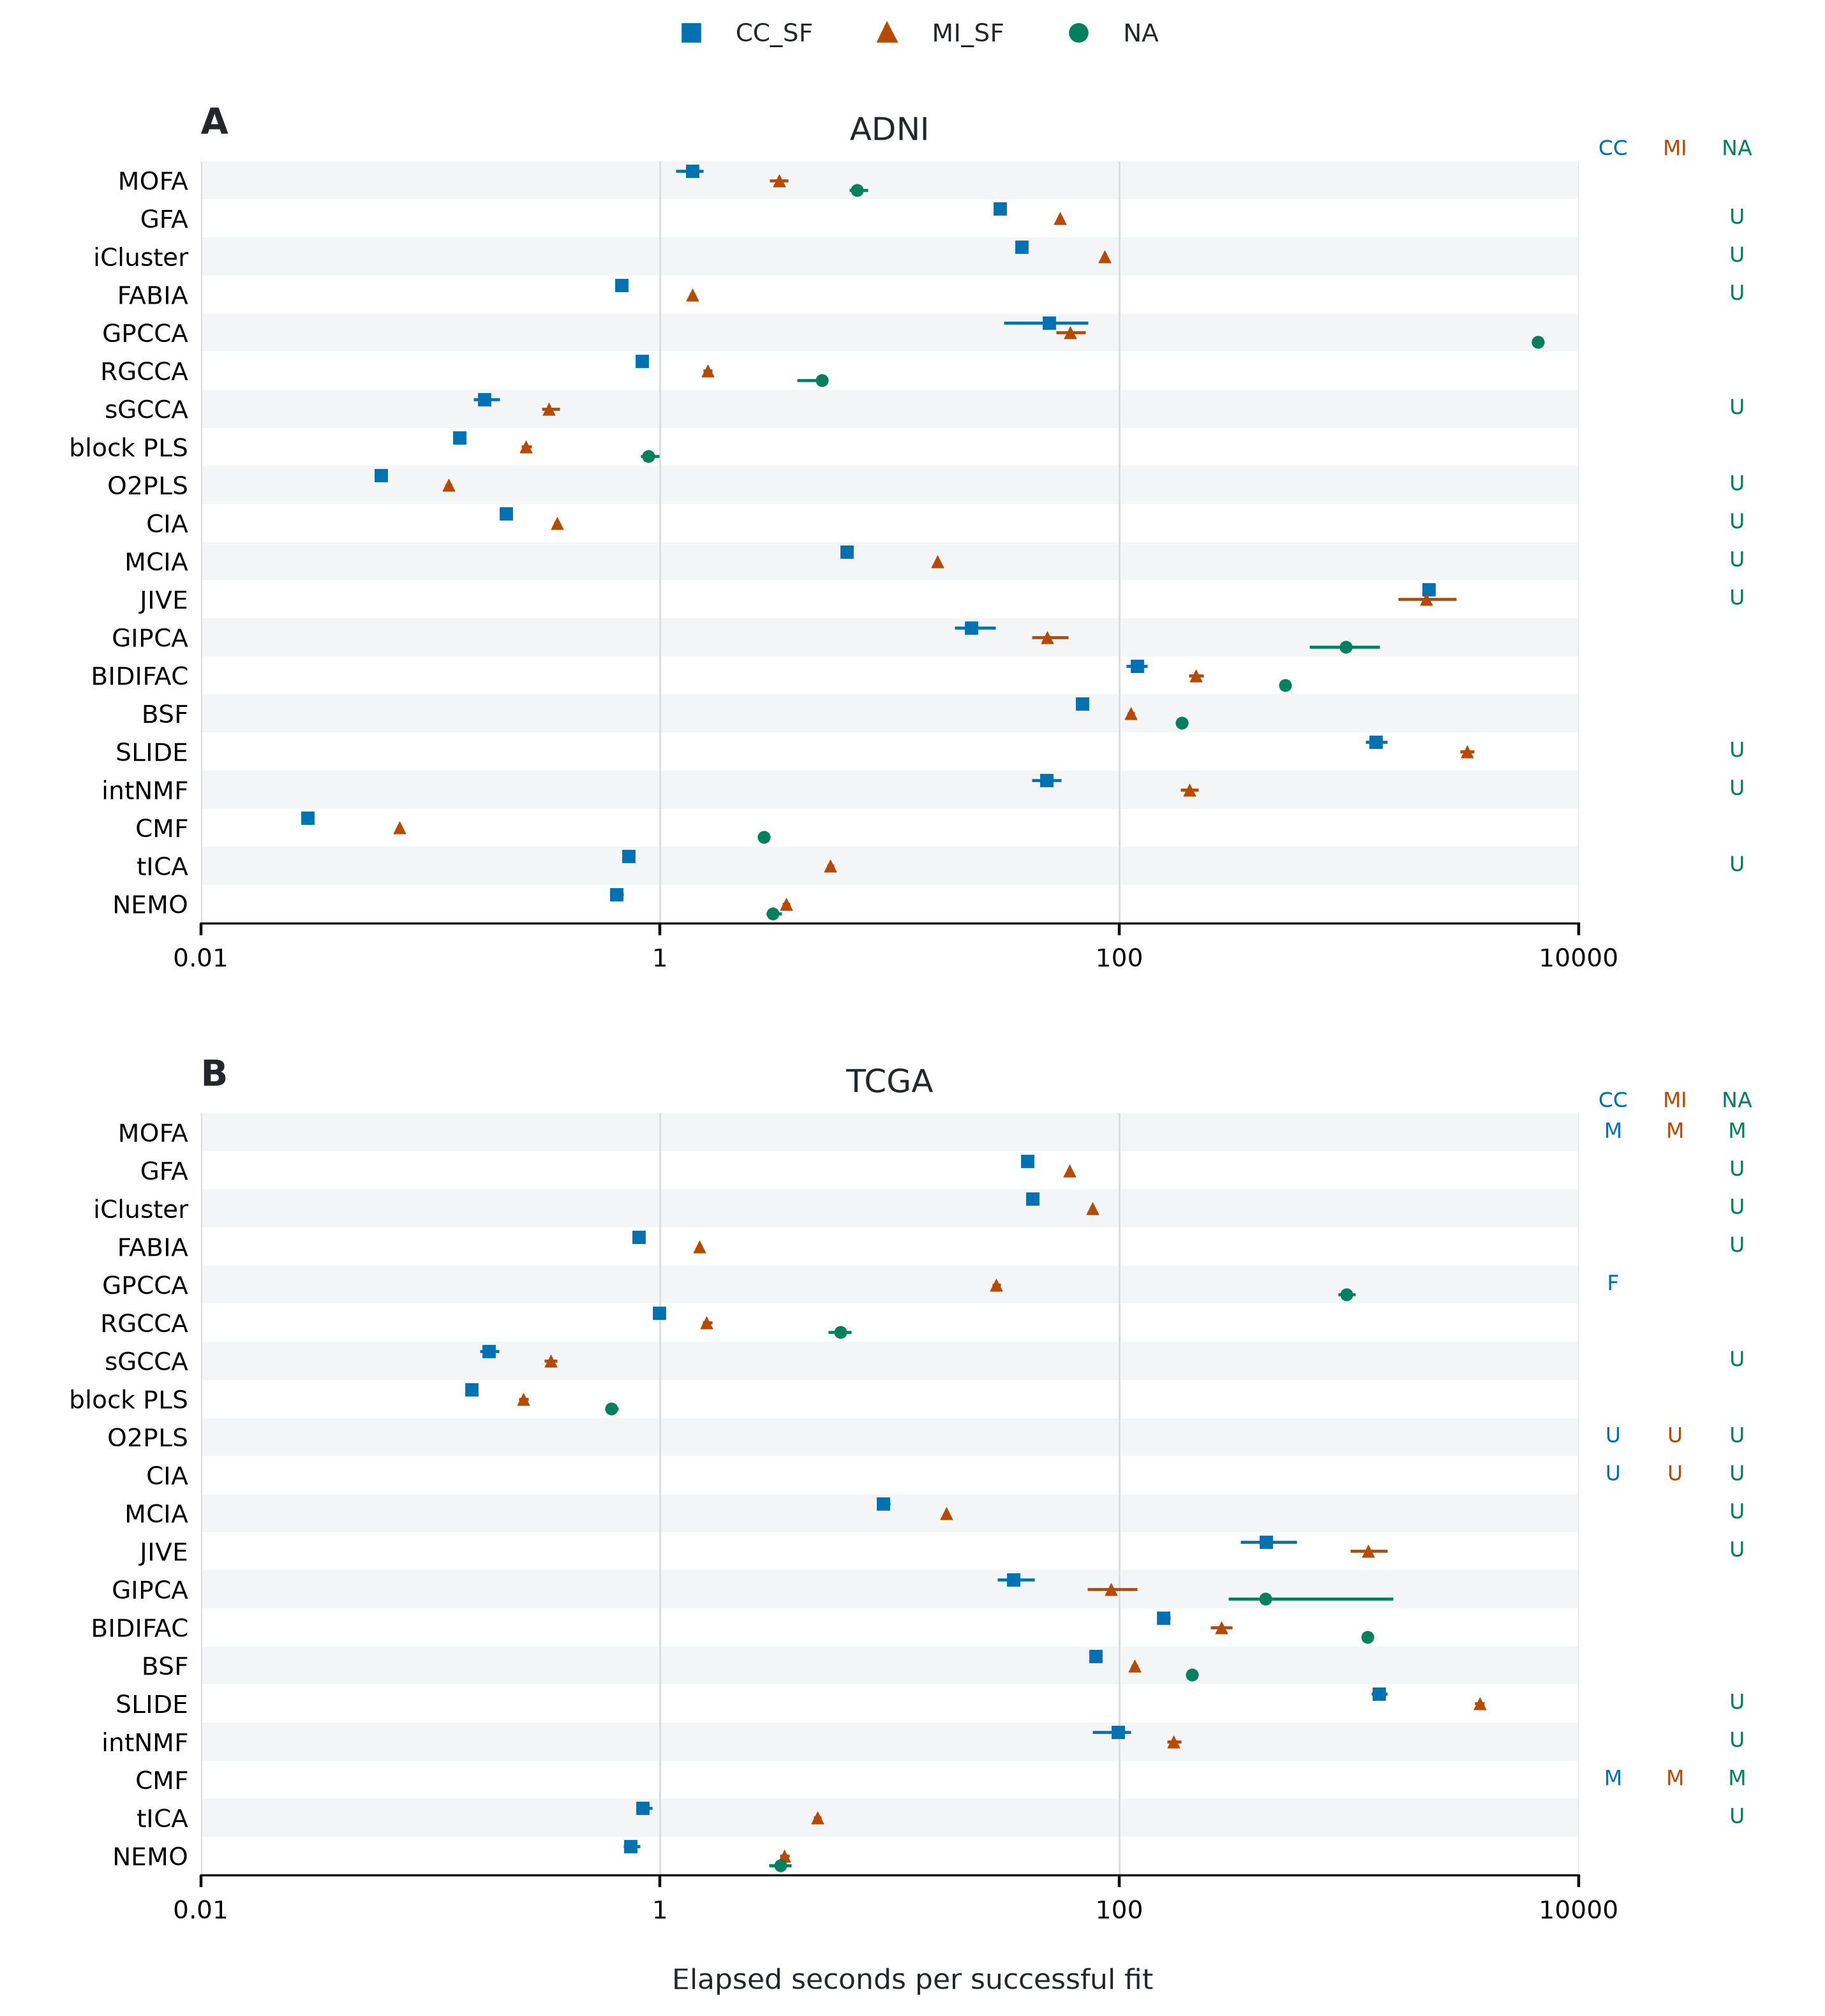 CC_SF MI_SF NA
A
ADNI
CC MI NA
MOFA
GFA U
iCluster U
FABIA U
GPCCA
RGCCA
sGCCA U
block PLS
O2PLS U
CIA U
MCIA U
JIVE U
GIPCA
BIDIFAC
BSF
SLIDE U
intNMF U
CMF
tICA U
NEMO
0.01 1 100 10000
B
TCGA
CC MI NA
MOFA M M M
GFA U
iCluster U
FABIA U
GPCCA F
RGCCA
sGCCA U
block PLS
O2PLS U U U
CIA U U U
MCIA U
JIVE U
GIPCA
BIDIFAC
BSF
SLIDE U
intNMF U
CMF M M M
tICA U
NEMO
0.01 1 100 10000
Elapsed seconds per successful fit